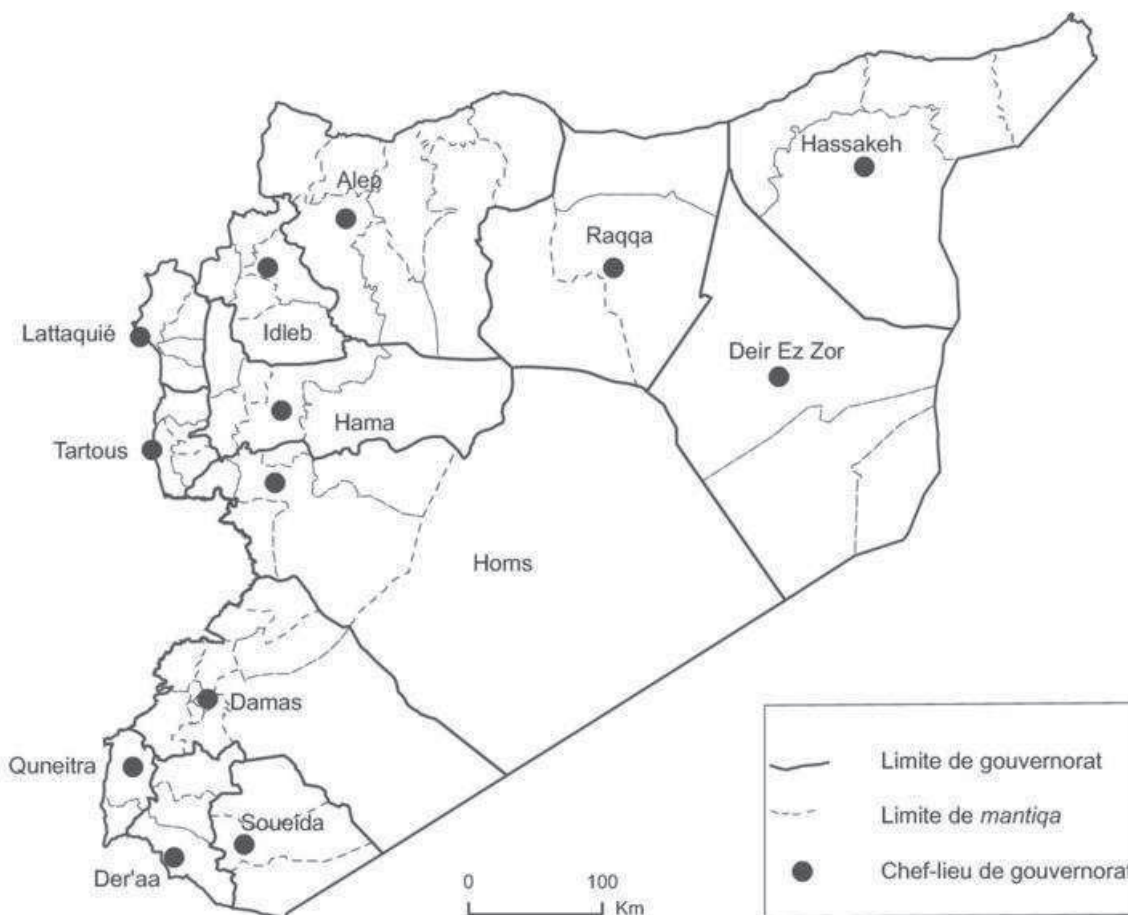 Hassakeh
Alep
Raqqa
Lattaquié
Idleb
Deir Ez Zor
Hama
Tartous
Homs
Damas
Quneitra
Soueïda
Der'aa
Limite de gouvernorat
Limite de mantiqa
Chef-lieu de gouvernorat
0 100
Km